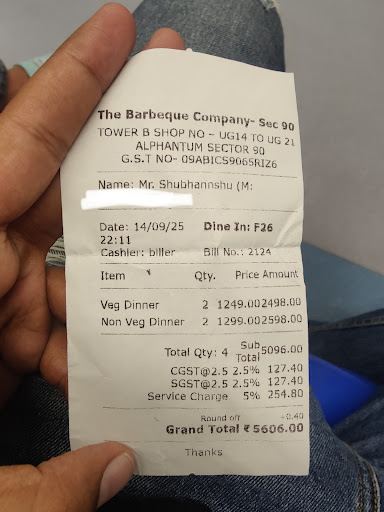 The Barbeque Company- Sec 90
TOWER B SHOP NO - UG14 TO UG 21
ALPHANTUM SECTOR 90
G.S.T NO- 09ABICS9065RIZ6
Name: Mr. Shubhannshu (M:
Date: 14/09/25 Dine In: F26
22:11
Cashier: biller Bill No.: 2124
Item Qty. Price Amount
Veg Dinner 2 1249.00 2498.00
Non Veg Dinner 2 1299.00 2598.00
Total Qty: 4 Sub Total 5096.00
CGST@2.5 2.5% 127.40
SGST@2.5 2.5% 127.40
Service Charge 5% 254.80
Round off +0.40
Grand Total ₹5606.00
Thanks